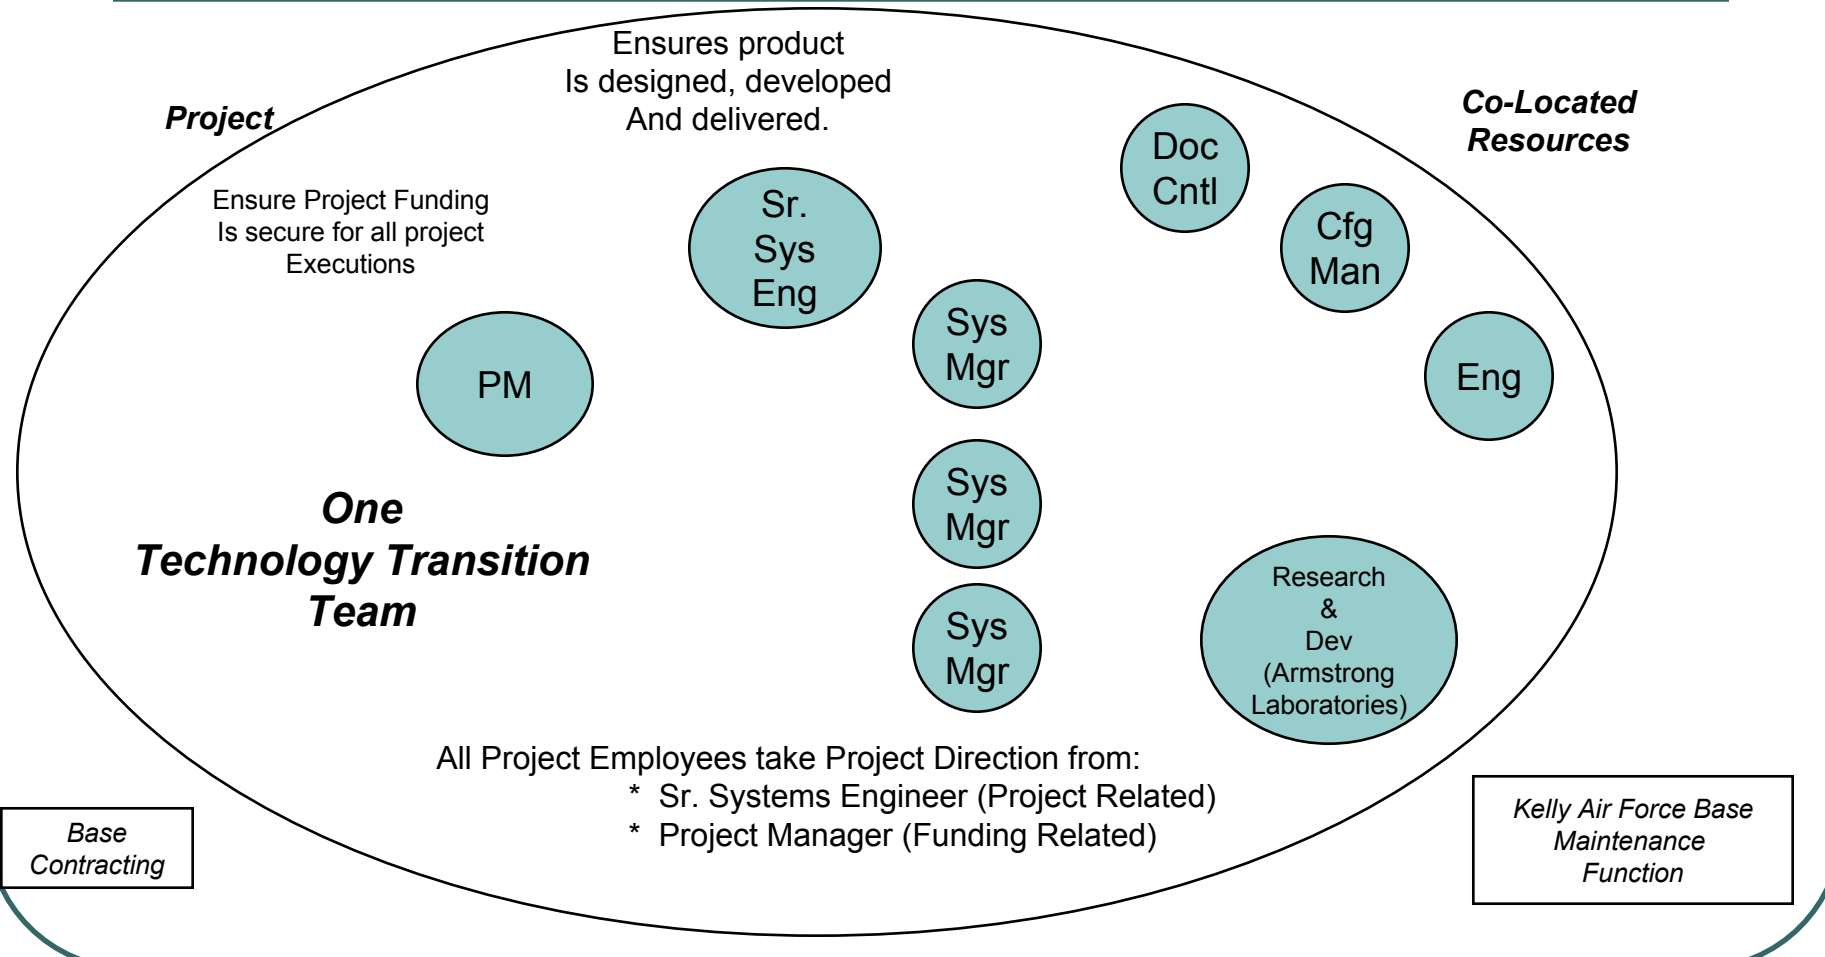 Ensures product
Is designed, developed
And delivered.
Project
Co-Located
Resources
Ensure Project Funding
Is secure for all project
Executions
Doc
Cntl
Sr.
Sys
Eng
Cfg
Man
Sys
Mgr
PM
Eng
One
Technology Transition
Team
Sys
Mgr
Sys
Mgr
Research
&
Dev
(Armstrong
Laboratories)
All Project Employees take Project Direction from:
* Sr. Systems Engineer (Project Related)
* Project Manager (Funding Related)
Base
Contracting
Kelly Air Force Base
Maintenance
Function